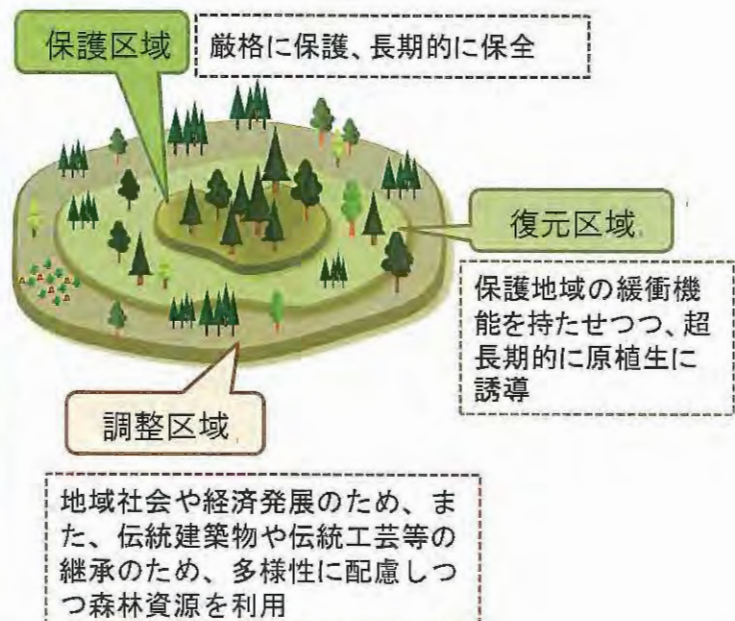 保護区域
厳格に保護、長期的に保全
復元区域
保護地域の緩衝機
能を持たせつつ、超
長期的に原植生に
誘導
調整区域
地域社会や経済発展のため、ま
た、伝統建築物や伝統工芸等の
継承のため、多様性に配慮しつ
つ森林資源を利用